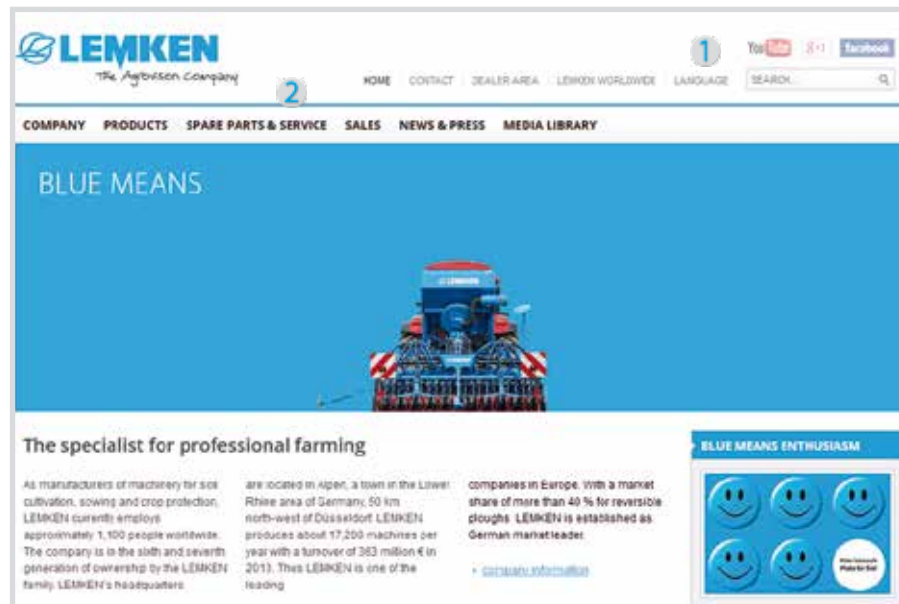 LEMKEN
The Agrovision Company
1
You Tube
facebook
2
HOME CONTACT DEALER AREA LEMKEN WORLDWIDE LANGUAGE SEARCH
COMPANY PRODUCTS SPARE PARTS & SERVICE SALES NEWS & PRESS MEDIA LIBRARY
BLUE MEANS
LEMKEN
The specialist for professional farming
As manufacturers of machinery for soil
cultivation, sowing and crop protection,
LEMKEN currently employs
approximately 1,100 people worldwide.
The company is in the sixth and seventh
generation of ownership by the LEMKEN
family. LEMKEN's headquarters
are located in Alpen, a town in the Lower
Rhine area of Germany, 50 km
north-west of Düsseldorf. LEMKEN
produces about 17,200 machines per
year with a turnover of 363 million € in
2013. Thus LEMKEN is one of the
leading
companies in Europe. With a market
share of more than 40 % for reversible
ploughs LEMKEN is established as
German market leader.
company information
BLUE MEANS ENTHUSIASM